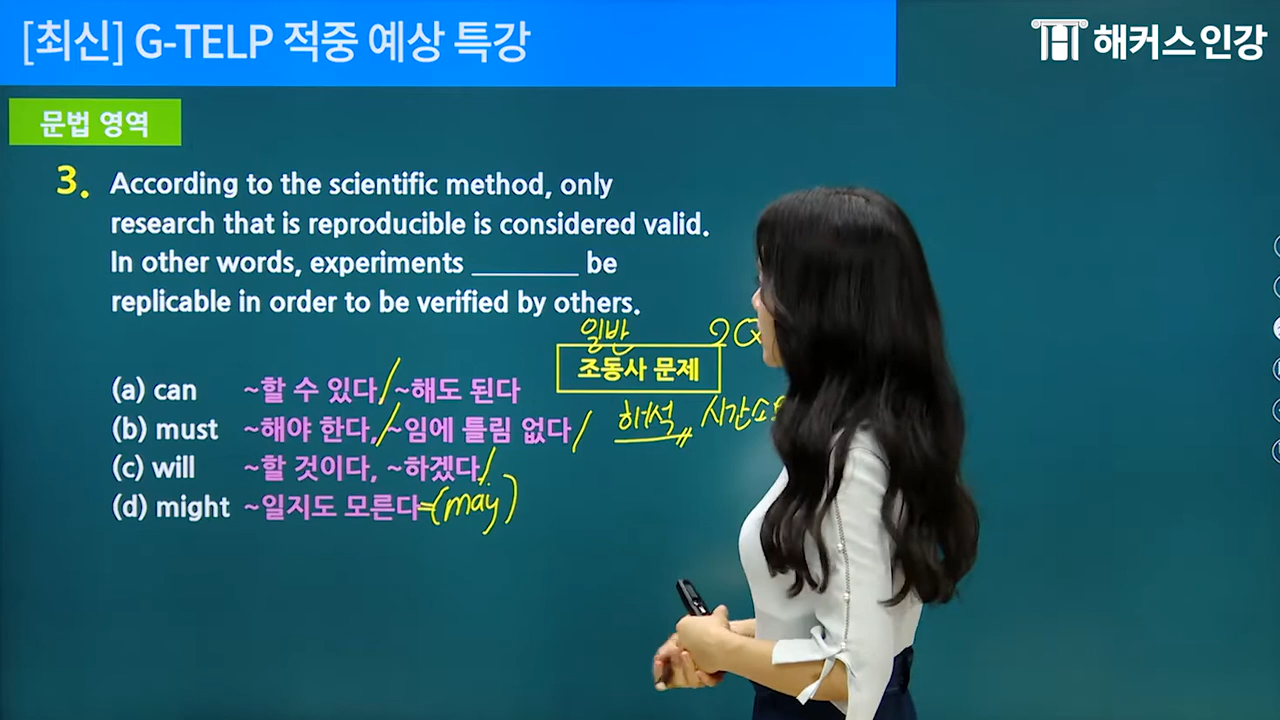 [최신] G-TELP 적중 예상 특강
해커스인강
문법 영역
3. According to the scientific method, only
research that is reproducible is considered valid.
In other words, experiments ________ be
replicable in order to be verified by others.
일반 2Q
조동사 문제
(a) can ~할 수 있다/~해도 된다
해석 시간소
(b) must ~해야 한다,/~임에 틀림 없다/
(c) will ~할 것이다, ~하겠다/
(d) might ~일지도 모른다=(may)